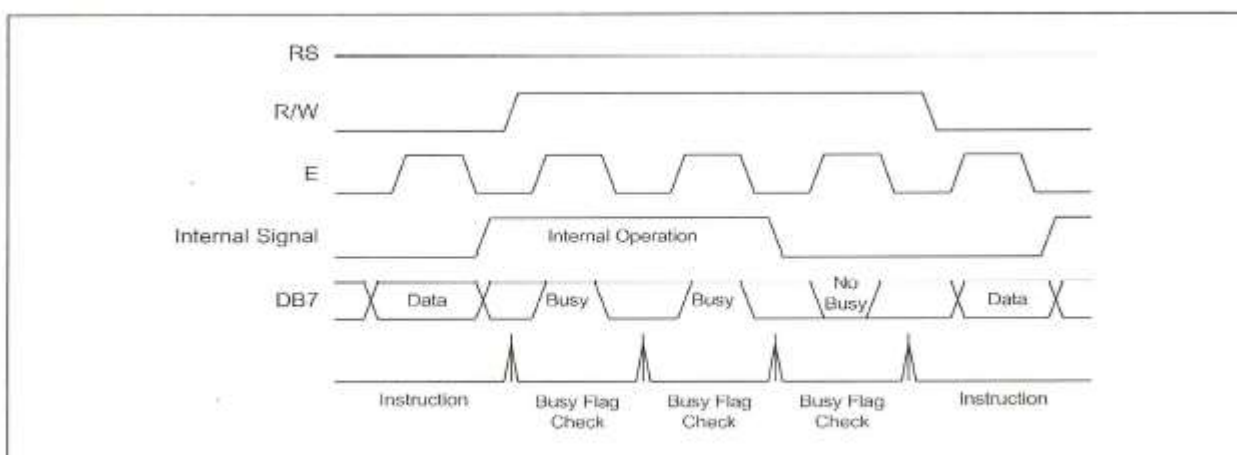 RS
R/W
E
Internal Signal
Internal Operation
DB7
Data
Busy
Busy
No
Busy
Data
Instruction
Busy Flag
Check
Busy Flag
Check
Busy Flag
Check
Instruction